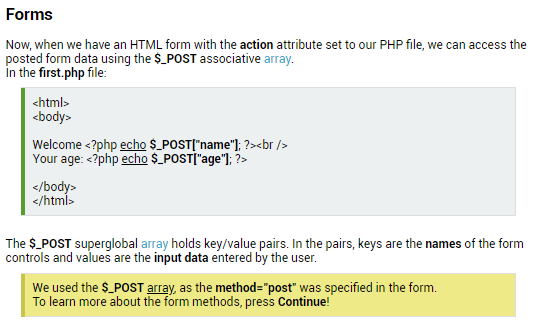 Forms
Now, when we have an HTML form with the action attribute set to our PHP file, we can access the
posted form data using the $_POST associative array.
In the first.php file:
<html>
<body>
Welcome <?php echo $_POST["name"]; ?><br />
Your age: <?php echo $_POST["age"]; ?>
</body>
</html>
The $_POST superglobal array holds key/value pairs. In the pairs, keys are the names of the form
controls and values are the input data entered by the user.
We used the $_POST array, as the method="post" was specified in the form.
To learn more about the form methods, press Continue!